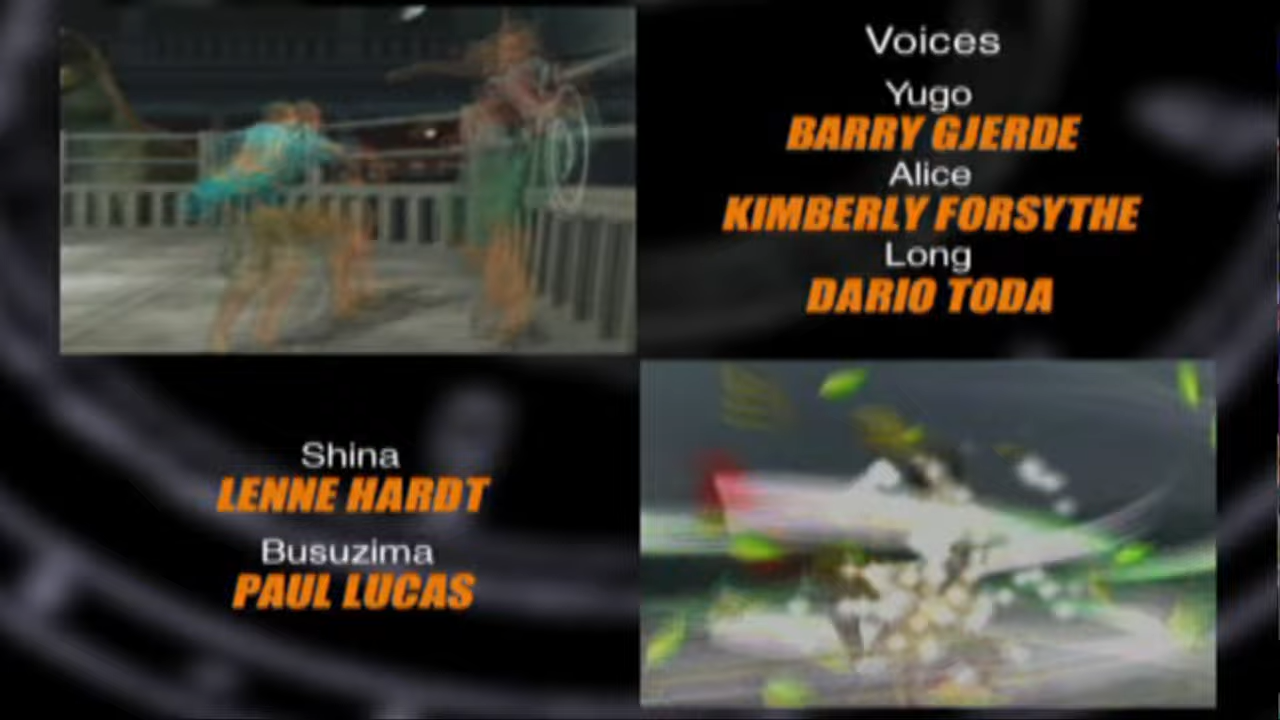 Voices
Yugo
BARRY GJERDE
Alice
KIMBERLY FORSYTHE
Long
DARIO TODA
Shina
LENNE HARDT
Busuzima
PAUL LUCAS